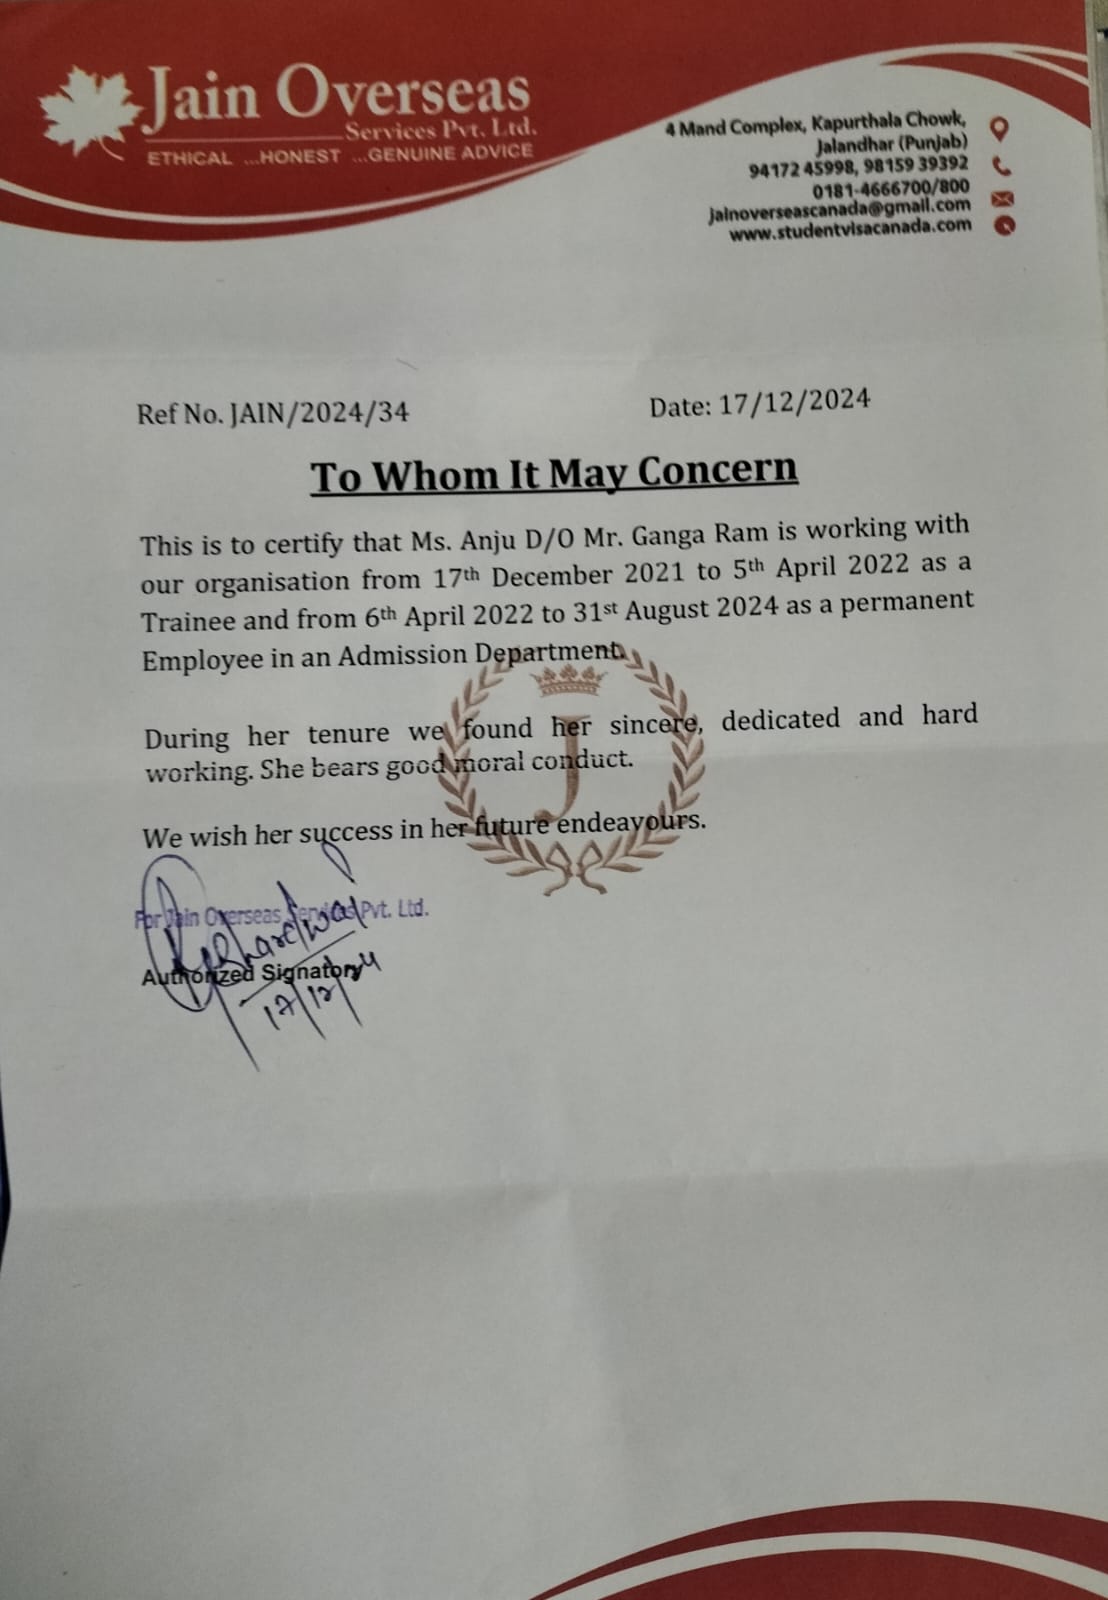 Jain Overseas
Services Pvt. Ltd.
ETHICAL ...HONEST ...GENUINE ADVICE
4 Mand Complex, Kapurthala Chowk,
Jalandhar (Punjab)
94172 45998, 98159 39392
0181-4666700/800
jainoverseascanada@gmail.com
www.studentvisacanada.com
Ref No. JAIN/2024/34 Date: 17/12/2024
To Whom It May Concern
This is to certify that Ms. Anju D/O Mr. Ganga Ram is working with
our organisation from 17th December 2021 to 5th April 2022 as a
Trainee and from 6th April 2022 to 31st August 2024 as a permanent
Employee in an Admission Department.
During her tenure we found her sincere, dedicated and hard
working. She bears good moral conduct.
We wish her success in her future endeavours.
J
For Jain Overseas Services Pvt. Ltd.
Authorized Signatory
17/12/24